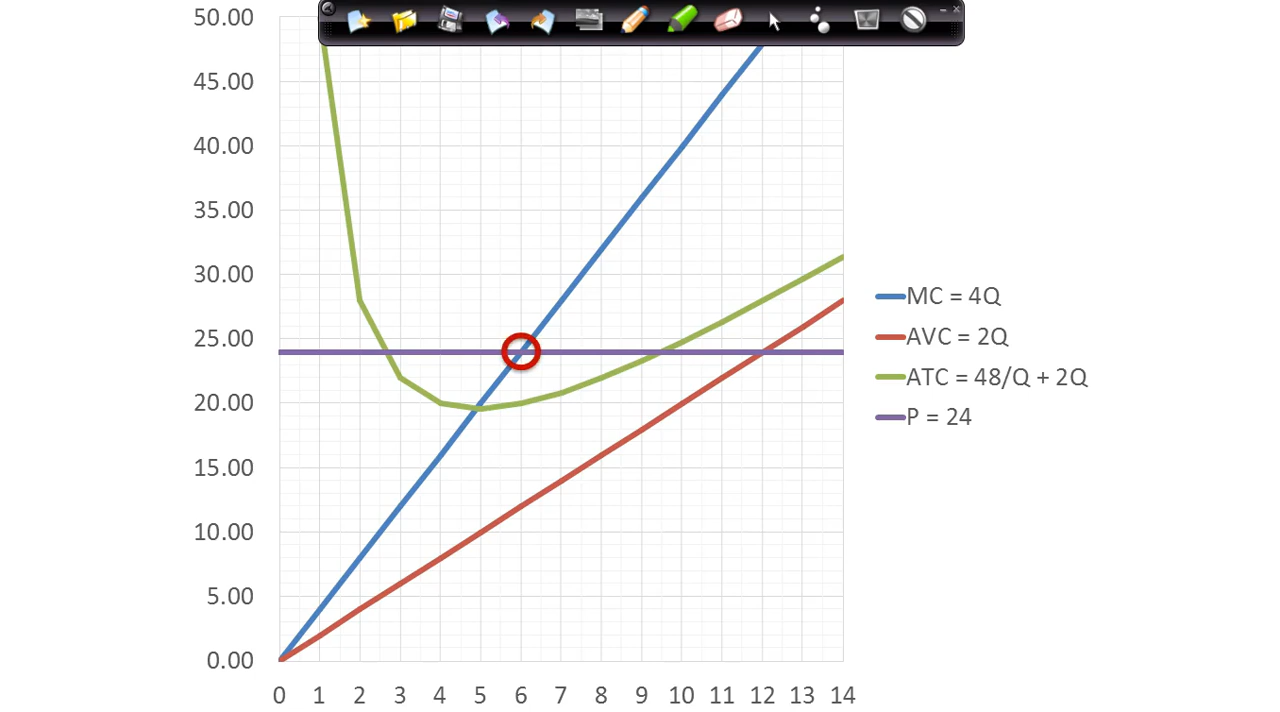 50.00
45.00
40.00
35.00
30.00
25.00
20.00
15.00
10.00
5.00
0.00
0 1 2 3 4 5 6 7 8 9 10 11 12 13 14
MC = 4Q
AVC = 2Q
ATC = 48/Q + 2Q
P = 24